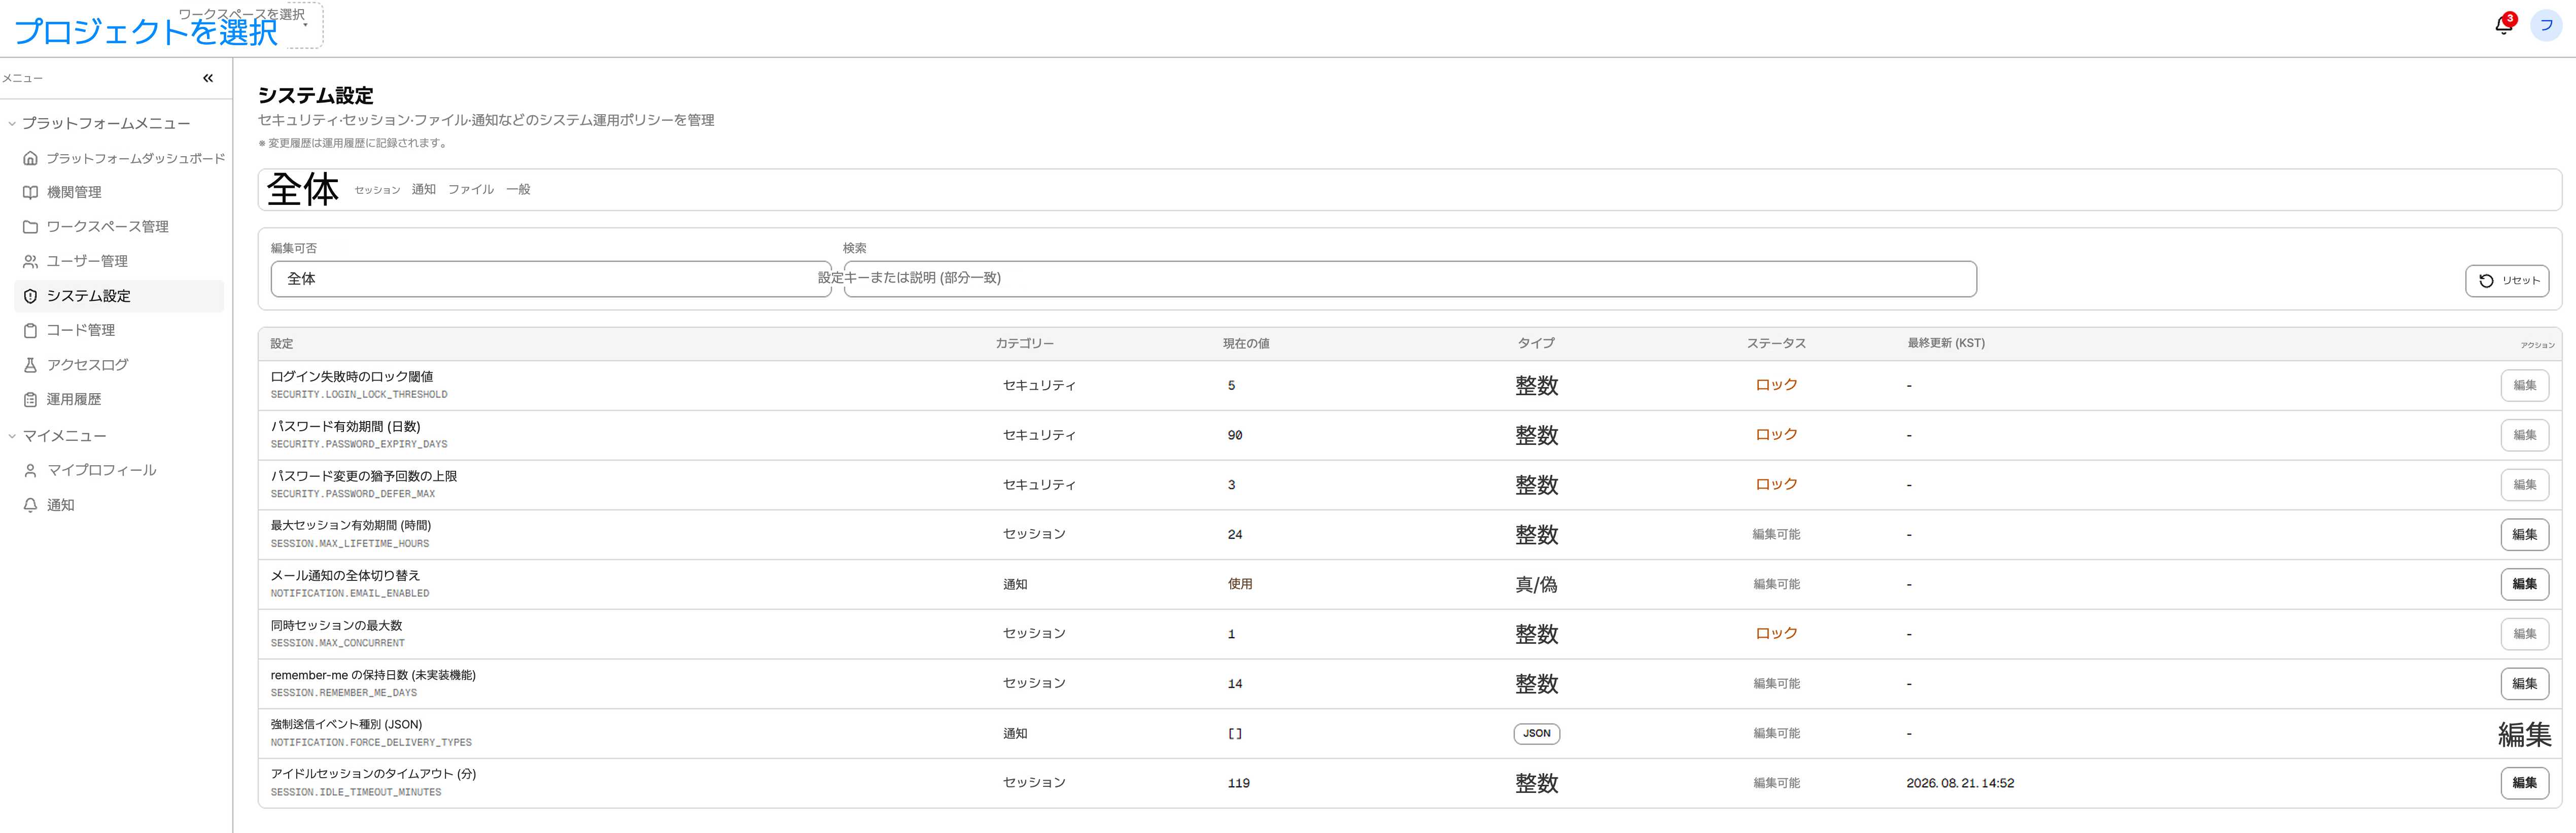 ワークスペースを選択
プロジェクトを選択
3
フ
メニュー
プラットフォームメニュー
プラットフォームダッシュボード
機関管理
ワークスペース管理
ユーザー管理
システム設定
コード管理
アクセスログ
運用履歴
マイメニュー
マイプロフィール
通知
システム設定
セキュリティ·セッション·ファイル·通知などのシステム運用ポリシーを管理
※ 変更履歴は運用履歴に記録されます。
全体 セッション 通知 ファイル 一般
編集可否 検索
全体 設定キーまたは説明 (部分一致) リセット
設定 カテゴリー 現在の値 タイプ ステータス 最終更新 (KST) アクション
ログイン失敗時のロック閾値
SECURITY.LOGIN_LOCK_THRESHOLD
セキュリティ 5 整数 ロック - 編集
パスワード有効期間 (日数)
SECURITY.PASSWORD_EXPIRY_DAYS
セキュリティ 90 整数 ロック - 編集
パスワード変更の猶予回数の上限
SECURITY.PASSWORD_DEFER_MAX
セキュリティ 3 整数 ロック - 編集
最大セッション有効期間 (時間)
SESSION.MAX_LIFETIME_HOURS
セッション 24 整数 編集可能 - 編集
メール通知の全体切り替え
NOTIFICATION.EMAIL_ENABLED
通知 使用 真/偽 編集可能 - 編集
同時セッションの最大数
SESSION.MAX_CONCURRENT
セッション 1 整数 ロック - 編集
remember-me の保持日数 (未実装機能)
SESSION.REMEMBER_ME_DAYS
セッション 14 整数 編集可能 - 編集
強制送信イベント種別 (JSON)
NOTIFICATION.FORCE_DELIVERY_TYPES
通知 [] JSON 編集可能 - 編集
アイドルセッションのタイムアウト (分)
SESSION.IDLE_TIMEOUT_MINUTES
セッション 119 整数 編集可能 2026.08.21.14:52 編集